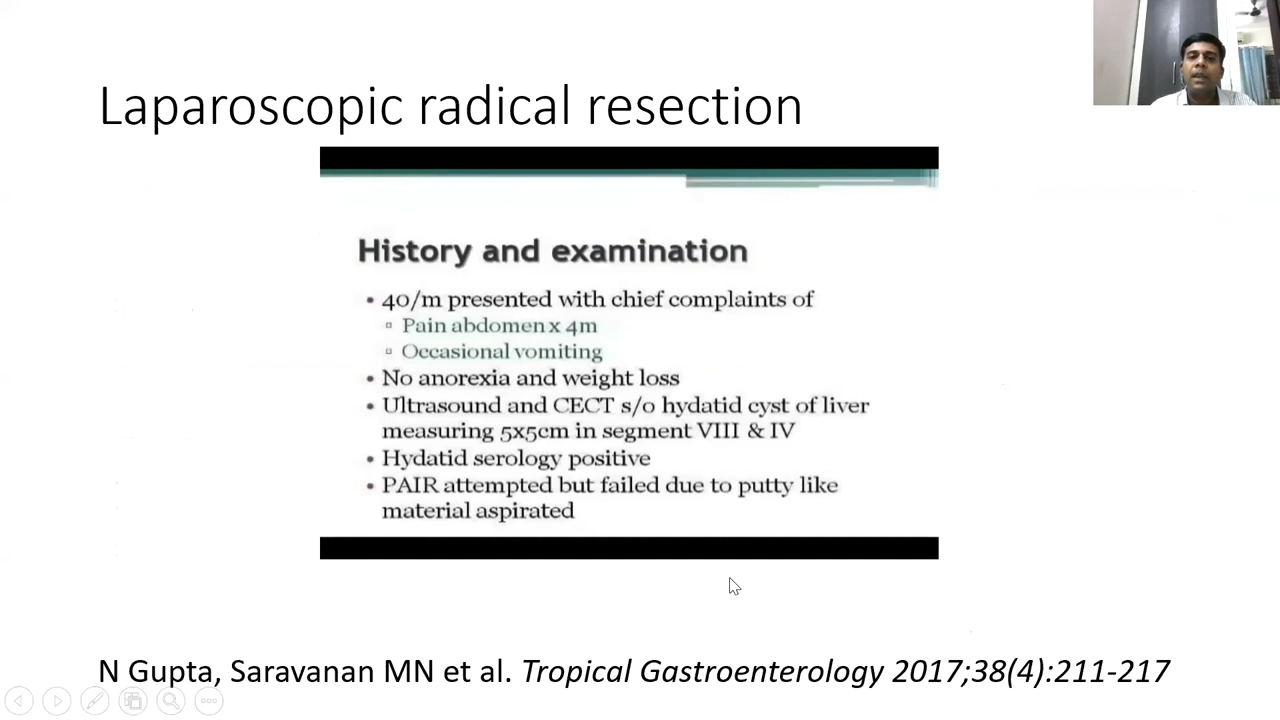 Laparoscopic radical resection
History and examination
• 40/m presented with chief complaints of
▫ Pain abdomen x 4m
▫ Occasional vomiting
• No anorexia and weight loss
• Ultrasound and CECT s/o hydatid cyst of liver
measuring 5x5cm in segment VIII & IV
• Hydatid serology positive
• PAIR attempted but failed due to putty like
material aspirated
N Gupta, Saravanan MN et al. Tropical Gastroenterology 2017;38(4):211-217